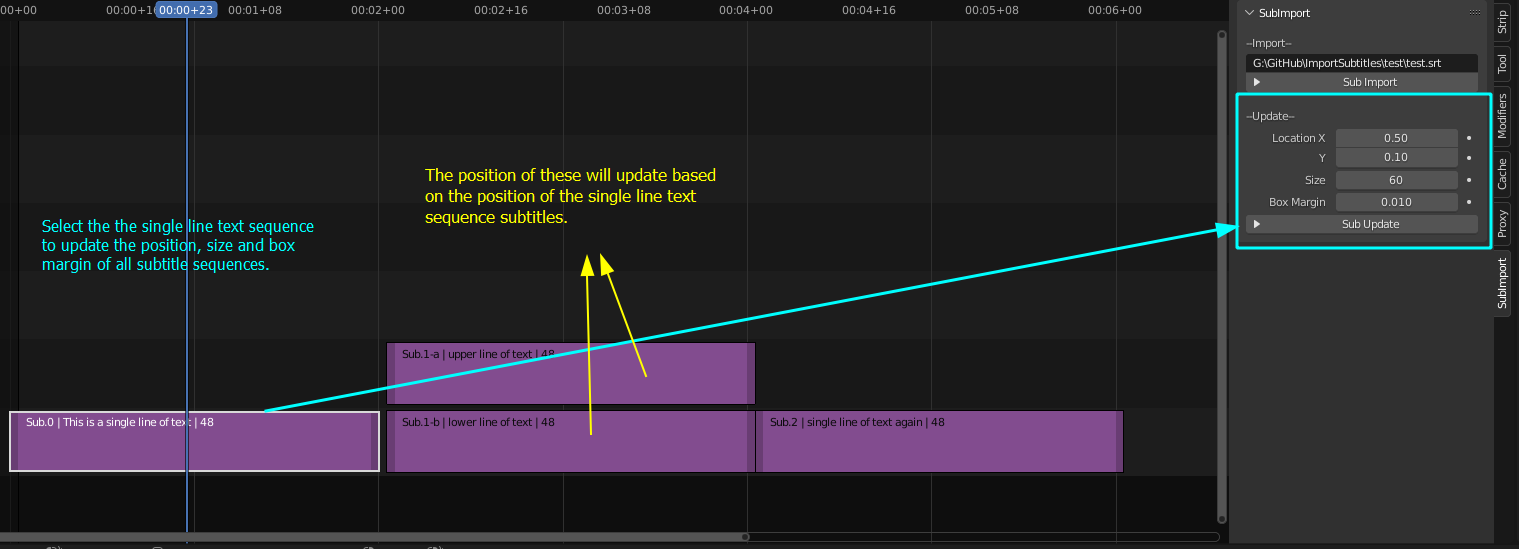 00+00
00:00+1
00:00+23
00:01+08
00:02+00
00:02+16
00:03+08
00:04+00
00:04+16
00:05+08
00:06+00
SubImport
--Import--
G:\GitHub\ImportSubtitles\test\test.srt
Sub Import
--Update--
Location X
0.50
Y
0.10
Size
60
Box Margin
0.010
Sub Update
Strip
Tool
Modifiers
Cache
Proxy
SubImport
The position of these will update based
on the position of the single line text
sequence subtitles.
Select the the single line text sequence
to update the position, size and box
margin of all subtitle sequences.
Sub.1-a | upper line of text | 48
Sub.0 | This is a single line of text | 48
Sub.1-b | lower line of text | 48
Sub.2 | single line of text again | 48